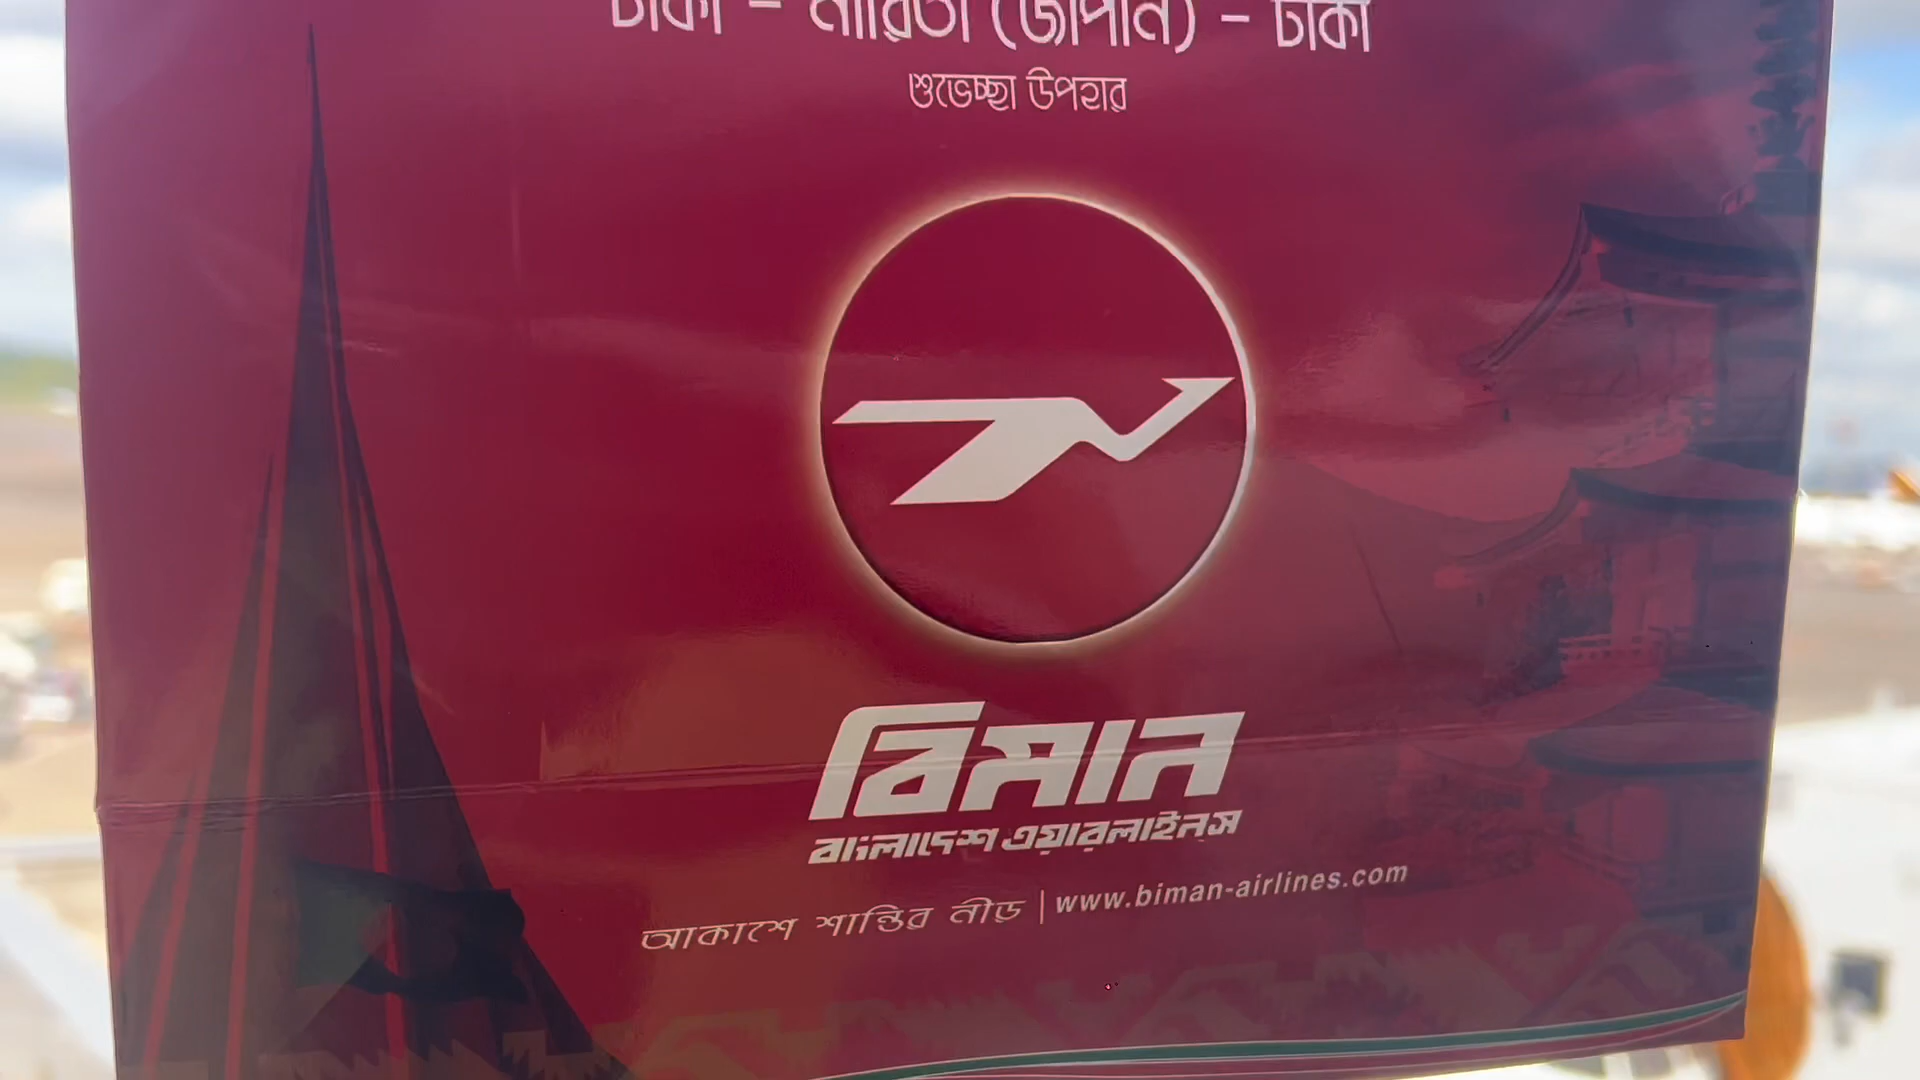 ঢাকা – নারিতা (জাপান) – ঢাকা
শুভেচ্ছা উপহার
বিমান
বাংলাদেশ এয়ারলাইনস
আকাশে শান্তির নীড় | www.biman-airlines.com